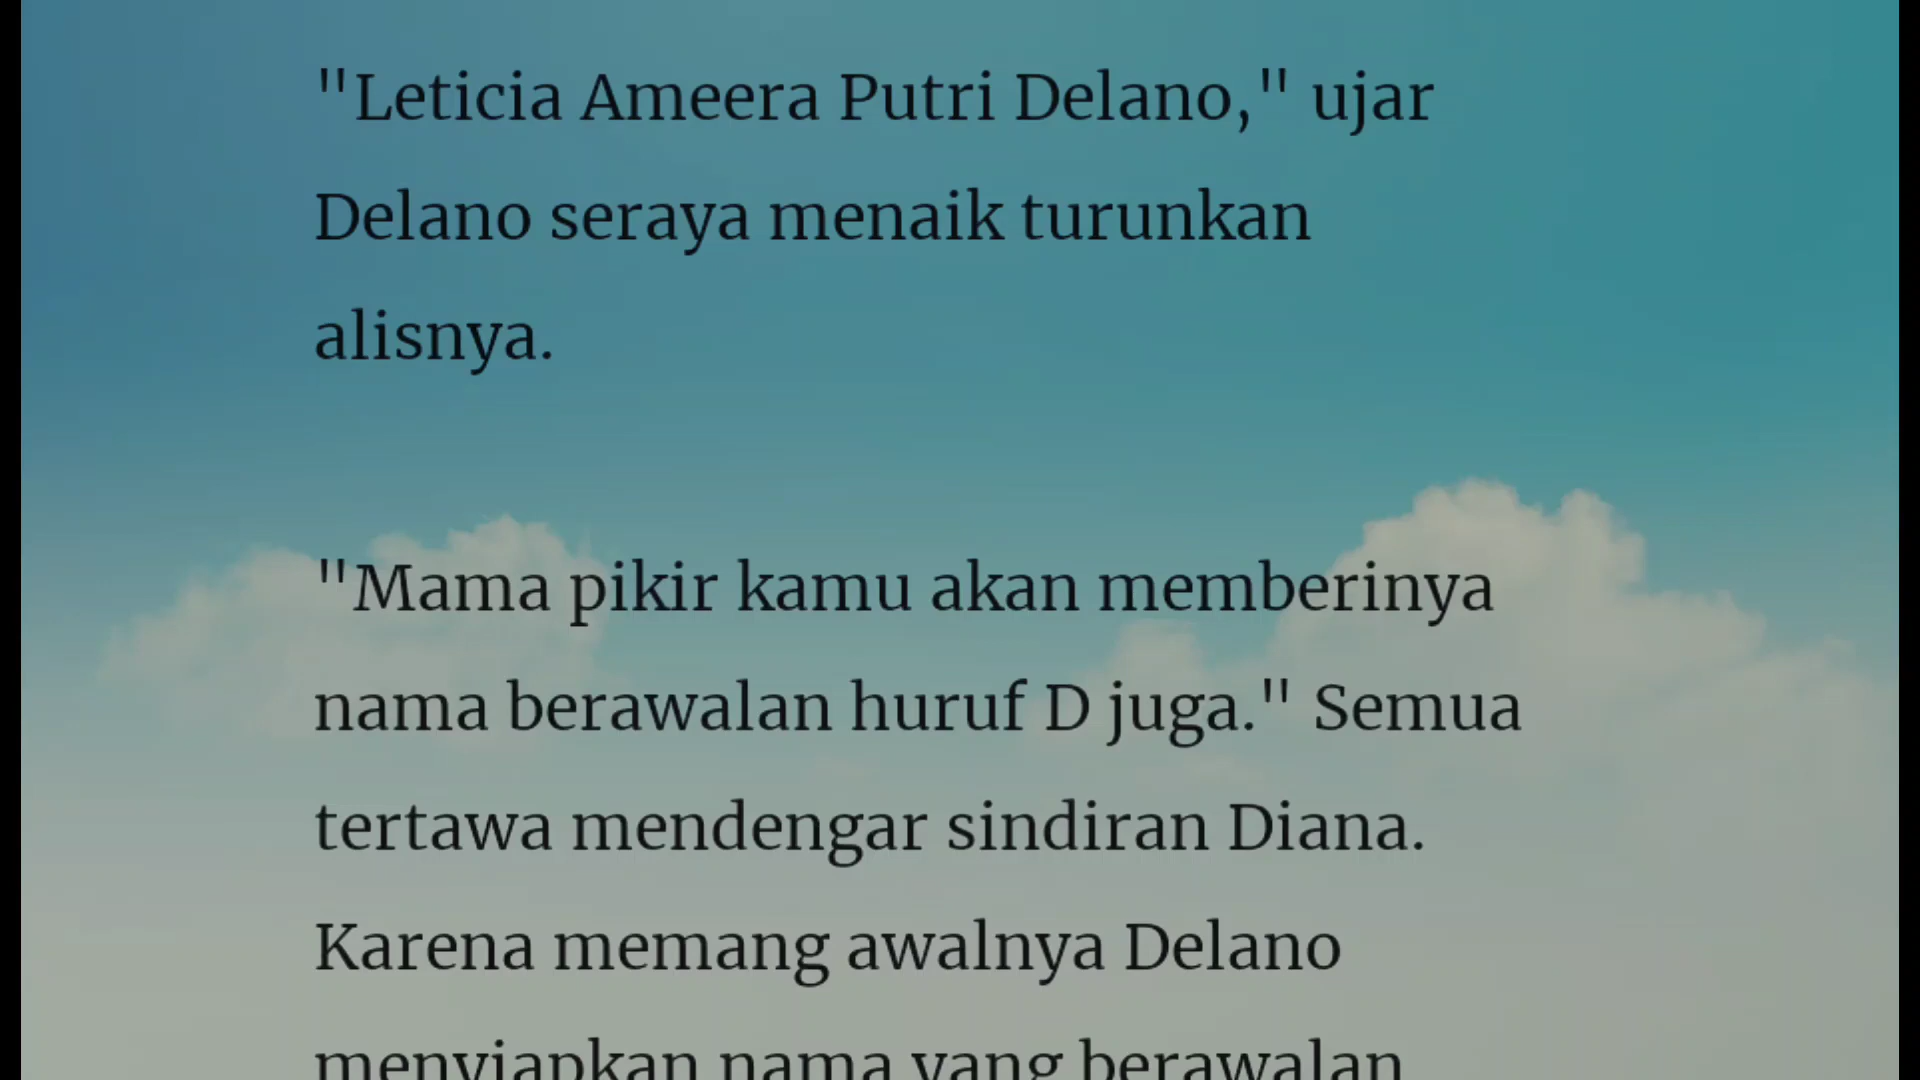 "Leticia Ameera Putri Delano," ujar
Delano seraya menaik turunkan
alisnya.
"Mama pikir kamu akan memberinya
nama berawalan huruf D juga." Semua
tertawa mendengar sindiran Diana.
Karena memang awalnya Delano
menyiapkan nama yang berawalan